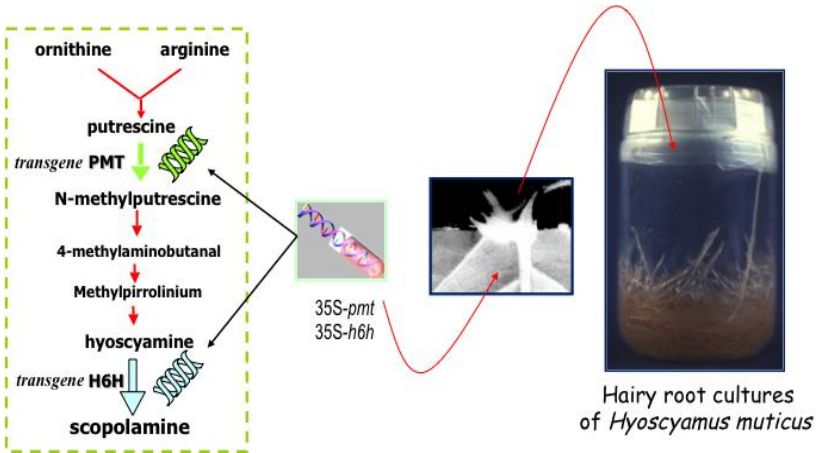 ornithine arginine
putrescine
transgene PMT
N-methylputrescine
4-methylaminobutanal
Methylpirrolinium
hyoscyamine
transgene H6H
scopolamine
35S-pmt
35S-h6h
Hairy root cultures
of Hyoscyamus muticus